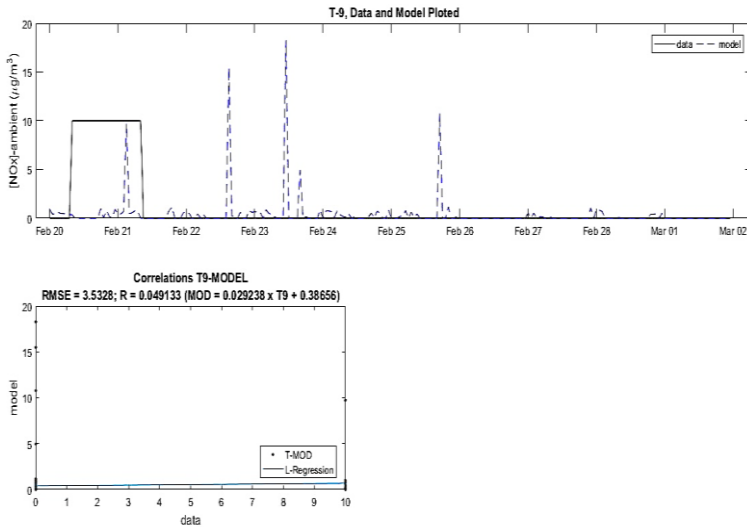 T-9, Data and Model Ploted
[NOx]-ambient (μg/m³)
20
15
10
5
0
data model
Feb 20 Feb 21 Feb 22 Feb 23 Feb 24 Feb 25 Feb 26 Feb 27 Feb 28 Mar 01 Mar 02
Correlations T9-MODEL
RMSE = 3.5328; R = 0.049133 (MOD = 0.029238 x T9 + 0.38656)
model
20
15
10
5
0
T-MOD
L-Regression
0 1 2 3 4 5 6 7 8 9 10
data